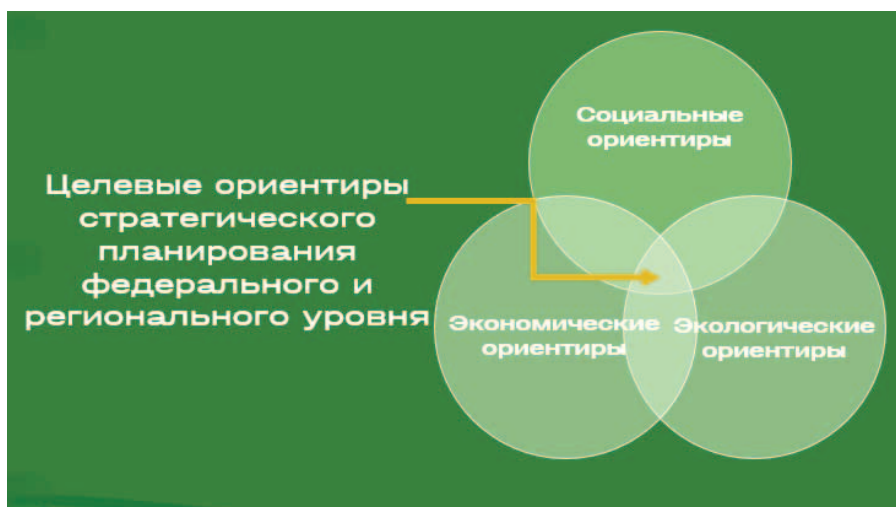 Целевые ориентиры
стратегического
планирования
федерального и
регионального уровня
Социальные
ориентиры
Экономические
ориентиры
Экологические
ориентиры